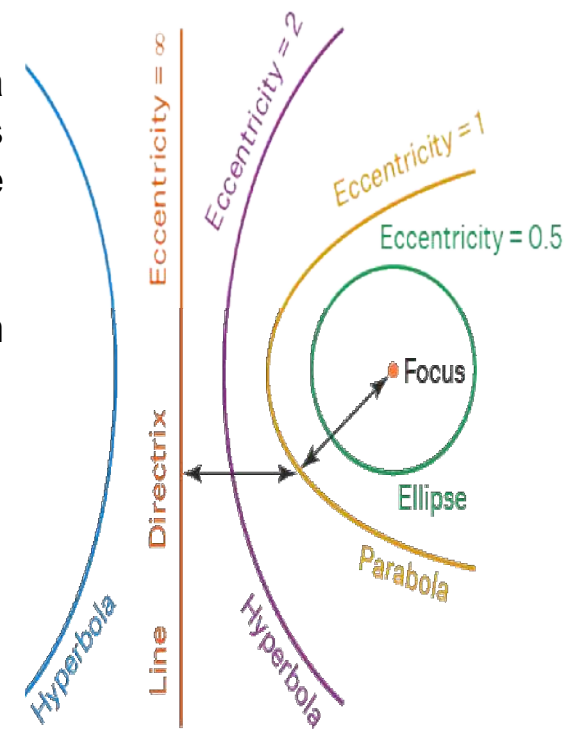 Eccentricity = ∞
Eccentricity = 2
Eccentricity = 1
Eccentricity = 0.5
Focus
Ellipse
Parabola
Directrix
Line
Hyperbola
Hyperbola